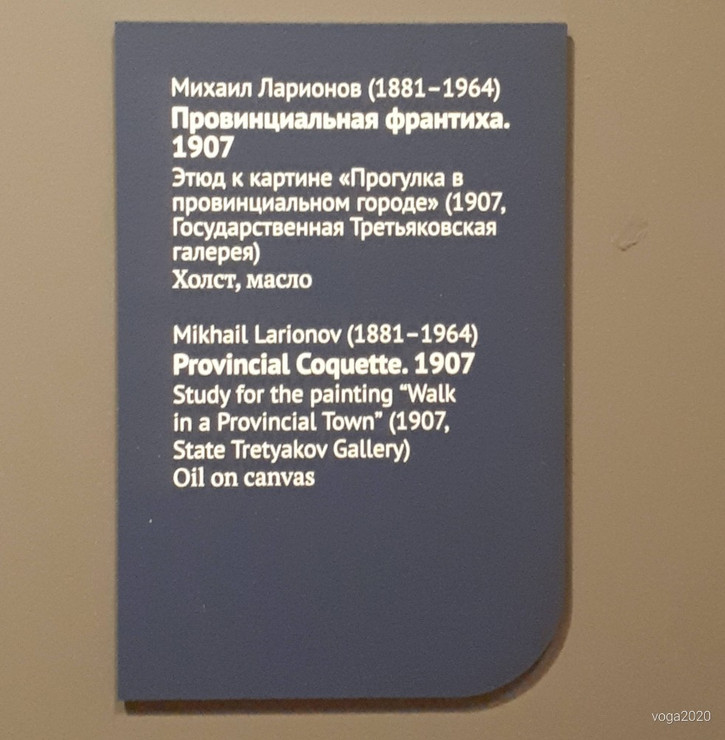 Михаил Ларионов (1881–1964)
Провинциальная франтиха.
1907
Этюд к картине «Прогулка в
провинциальном городе» (1907,
Государственная Третьяковская
галерея)
Холст, масло
Mikhail Larionov (1881–1964)
Provincial Coquette. 1907
Study for the painting “Walk
in a Provincial Town” (1907,
State Tretyakov Gallery)
Oil on canvas
voga2020